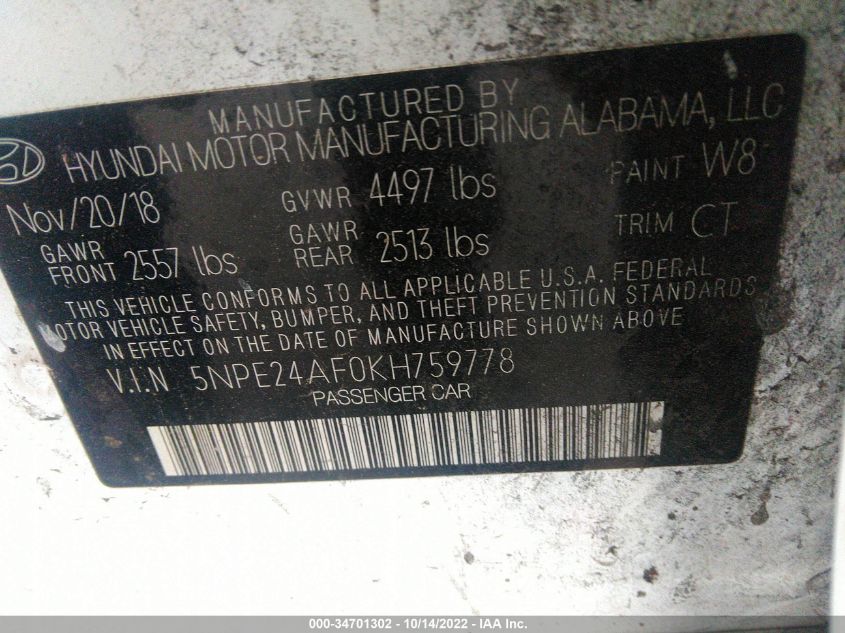 MANUFACTURED BY
HYUNDAI MOTOR MANUFACTURING ALABAMA, LLC
Nov/20/18 GVWR 4497 lbs PAINT W8
GAWR FRONT 2557 lbs GAWR REAR 2513 lbs TRIM CT
THIS VEHICLE CONFORMS TO ALL APPLICABLE U.S.A. FEDERAL
MOTOR VEHICLE SAFETY, BUMPER, AND THEFT PREVENTION STANDARDS
IN EFFECT ON THE DATE OF MANUFACTURE SHOWN ABOVE
V.I.N 5NPE24AF0KH759778
PASSENGER CAR
000-34701302 - 10/14/2022 - IAA Inc.